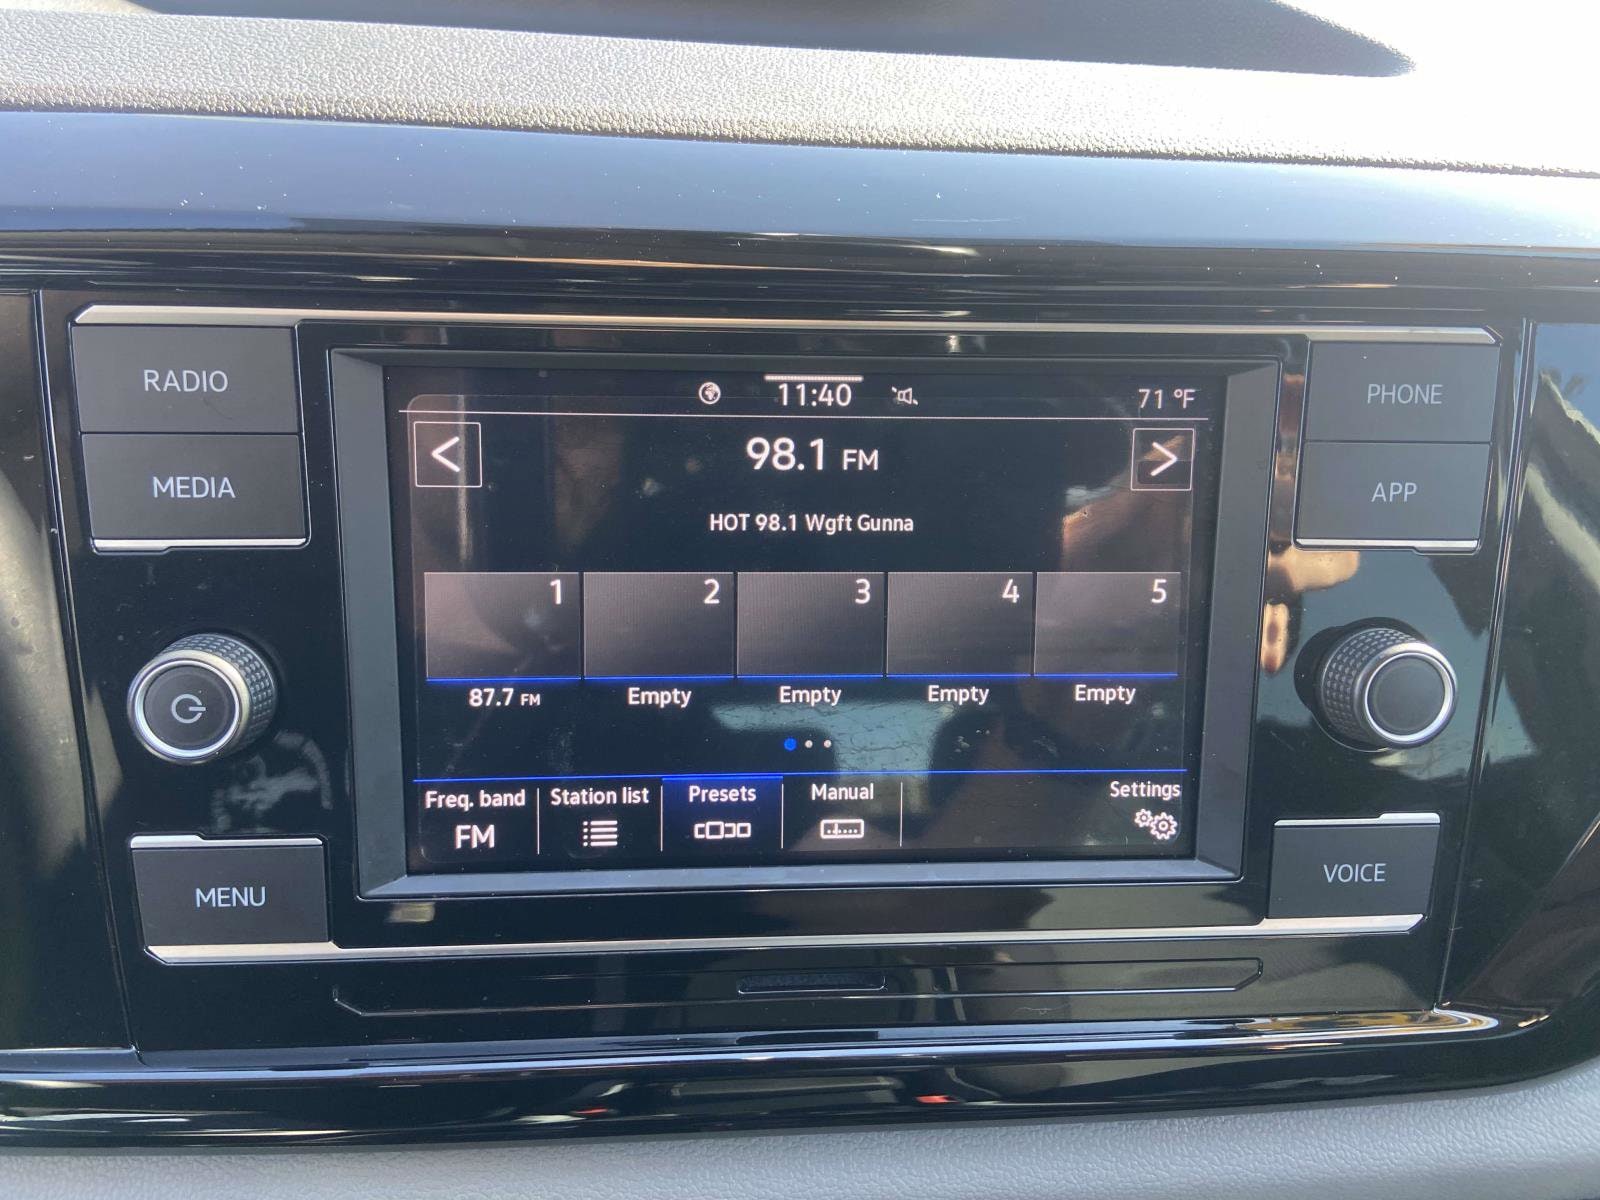 RADIO
MEDIA
MENU
11:40
71 °F
<
98.1 FM
>
HOT 98.1 Wgft Gunna
1 2 3 4 5
87.7 FM Empty Empty Empty Empty
Freq. band Station list Presets Manual Settings
FM
PHONE
APP
VOICE